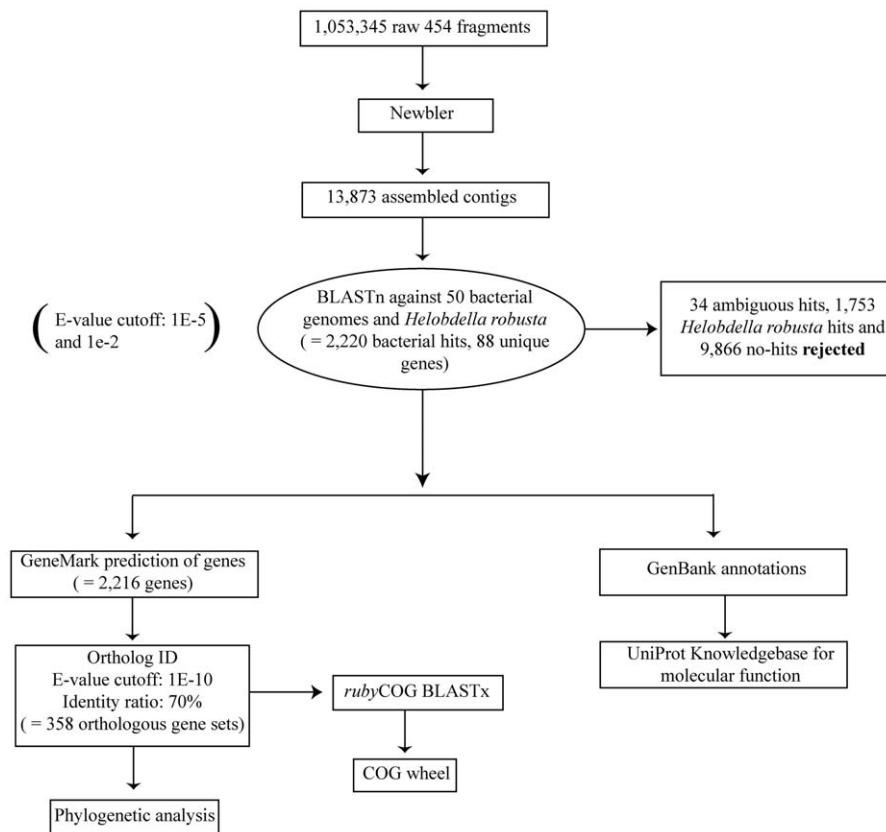 1,053,345 raw 454 fragments
Newbler
13,873 assembled contigs
E-value cutoff: 1E-5
and 1e-2
BLASTn against 50 bacterial
genomes and Helobdella robusta
( = 2,220 bacterial hits, 88 unique
genes)
34 ambiguous hits, 1,753
Helobdella robusta hits and
9,866 no-hits rejected
GeneMark prediction of genes
( = 2,216 genes)
GenBank annotations
Ortholog ID
E-value cutoff: 1E-10
Identity ratio: 70%
( = 358 orthologous gene sets)
rubyCOG BLASTx
UniProt Knowledgebase for
molecular function
COG wheel
Phylogenetic analysis